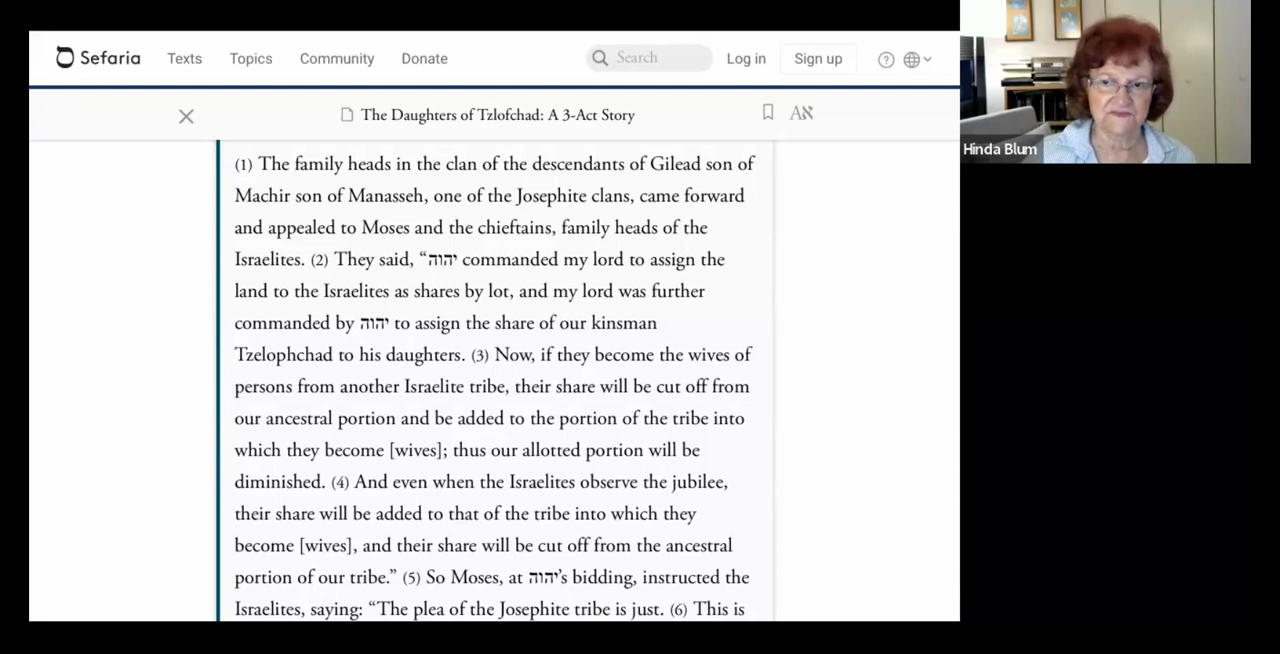 Sefaria Texts Topics Community Donate Search Log in Sign up
The Daughters of Tzlofchad: A 3-Act Story
Hinda Blum
(1) The family heads in the clan of the descendants of Gilead son of
Machir son of Manasseh, one of the Josephite clans, came forward
and appealed to Moses and the chieftains, family heads of the
Israelites. (2) They said, “יהוה commanded my lord to assign the
land to the Israelites as shares by lot, and my lord was further
commanded by יהוה to assign the share of our kinsman
Tzelophchad to his daughters. (3) Now, if they become the wives of
persons from another Israelite tribe, their share will be cut off from
our ancestral portion and be added to the portion of the tribe into
which they become [wives]; thus our allotted portion will be
diminished. (4) And even when the Israelites observe the jubilee,
their share will be added to that of the tribe into which they
become [wives], and their share will be cut off from the ancestral
portion of our tribe.” (5) So Moses, at יהוה’s bidding, instructed the
Israelites, saying: “The plea of the Josephite tribe is just. (6) This is